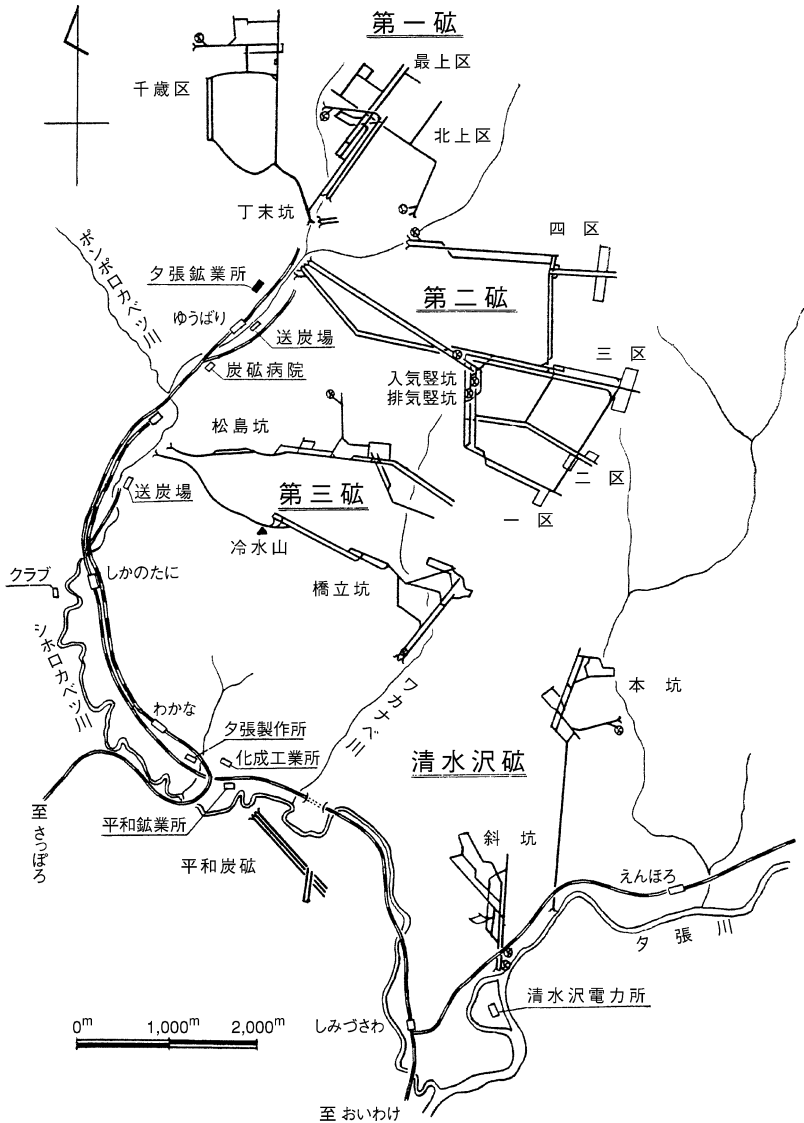 第一砿
最上区
千歳区
北上区
丁末坑
四区
ポンポロカベツ川
夕張鉱業所
第二砿
ゆうばり
送炭場
三区
炭砿病院
入気竪坑
排気竪坑
松島坑
二区
送炭場
第三砿
一区
冷水山
クラブ
しかのたに
橋立坑
シホロカベツ川
ワカナベ川
本坑
わかな
夕張製作所
化成工業所
清水沢砿
至さっぽろ
平和鉱業所
斜坑
平和炭砿
えんほろ
夕張川
清水沢電力所
0m 1,000m 2,000m
しみづさわ
至おいわけ